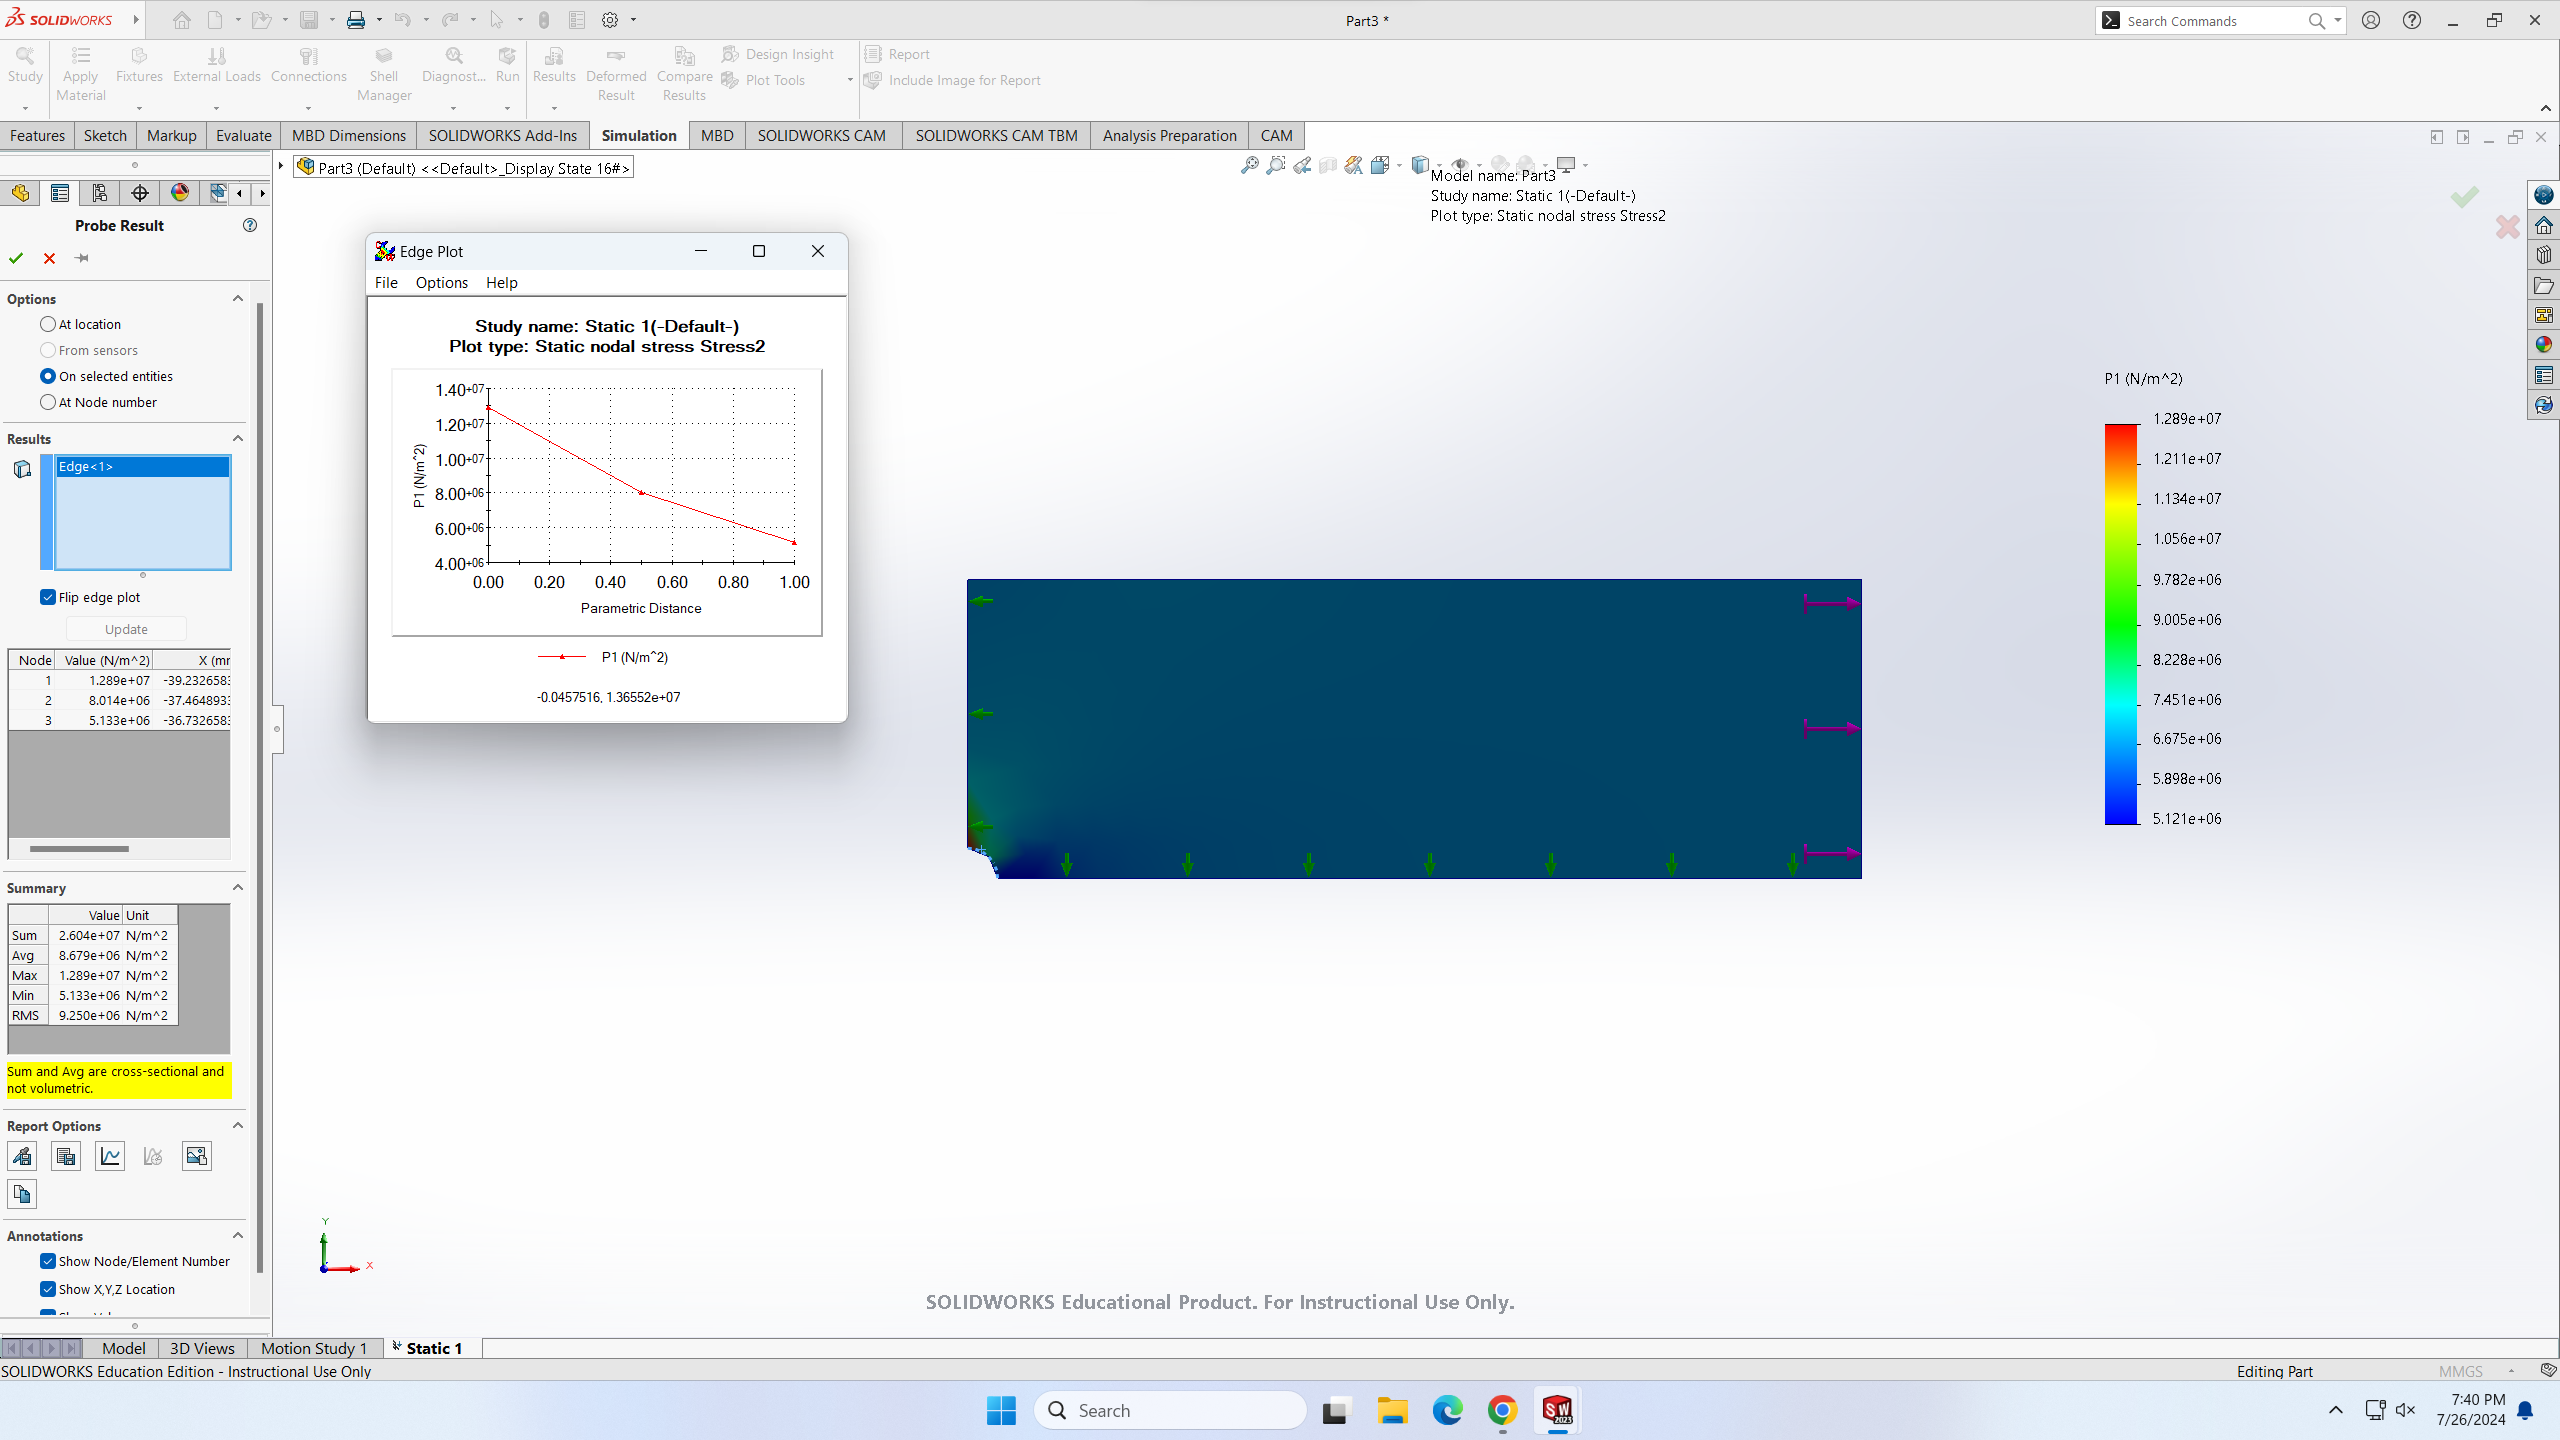 SOLIDWORKS
Part3 *
Search Commands
Study
Apply Material
Fixtures
External Loads
Connections
Shell Manager
Diagnost...
Run
Results
Deformed Result
Compare Results
Design Insight
Plot Tools
Report
Include Image for Report
Features
Sketch
Markup
Evaluate
MBD Dimensions
SOLIDWORKS Add-Ins
Simulation
MBD
SOLIDWORKS CAM
SOLIDWORKS CAM TBM
Analysis Preparation
CAM
Part3 (Default) <<Default>_Display State 16#>
Model name: Part3
Study name: Static 1(-Default-)
Plot type: Static nodal stress Stress2
Probe Result
Options
At location
From sensors
On selected entities
At Node number
Results
Edge<1>
Flip edge plot
Update
Node Value (N/m^2) X (mr
1 1.289e+07 -39.2326583
2 8.014e+06 -37.4648933
3 5.133e+06 -36.7326583
Summary
Value Unit
Sum 2.604e+07 N/m^2
Avg 8.679e+06 N/m^2
Max 1.289e+07 N/m^2
Min 5.133e+06 N/m^2
RMS 9.250e+06 N/m^2
Sum and Avg are cross-sectional and
not volumetric.
Report Options
Annotations
Show Node/Element Number
Show X,Y,Z Location
Edge Plot
File Options Help
Study name: Static 1(-Default-)
Plot type: Static nodal stress Stress2
P1 (N/m^2)
1.40+07
1.20+07
1.00+07
8.00+06
6.00+06
4.00+06
0.00 0.20 0.40 0.60 0.80 1.00
Parametric Distance
P1 (N/m^2)
-0.0457516, 1.36552e+07
P1 (N/m^2)
1.289e+07
1.211e+07
1.134e+07
1.056e+07
9.782e+06
9.005e+06
8.228e+06
7.451e+06
6.675e+06
5.898e+06
5.121e+06
Y
X
SOLIDWORKS Educational Product. For Instructional Use Only.
Model
3D Views
Motion Study 1
Static 1
SOLIDWORKS Education Edition - Instructional Use Only
Editing Part
MMGS
Search
SW
2023
7:40 PM
7/26/2024